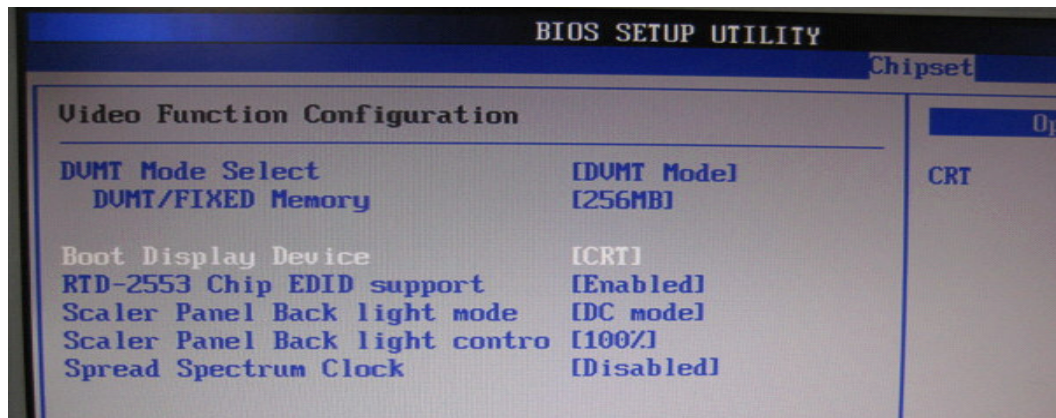 BIOS SETUP UTILITY
Chipset
Video Function Configuration
DVMT Mode Select [DVMT Mode]
DVMT/FIXED Memory [256MB]
Boot Display Device [CRT]
RTD-2553 Chip EDID support [Enabled]
Scaler Panel Back light mode [DC mode]
Scaler Panel Back light contro [100%]
Spread Spectrum Clock [Disabled]
CRT